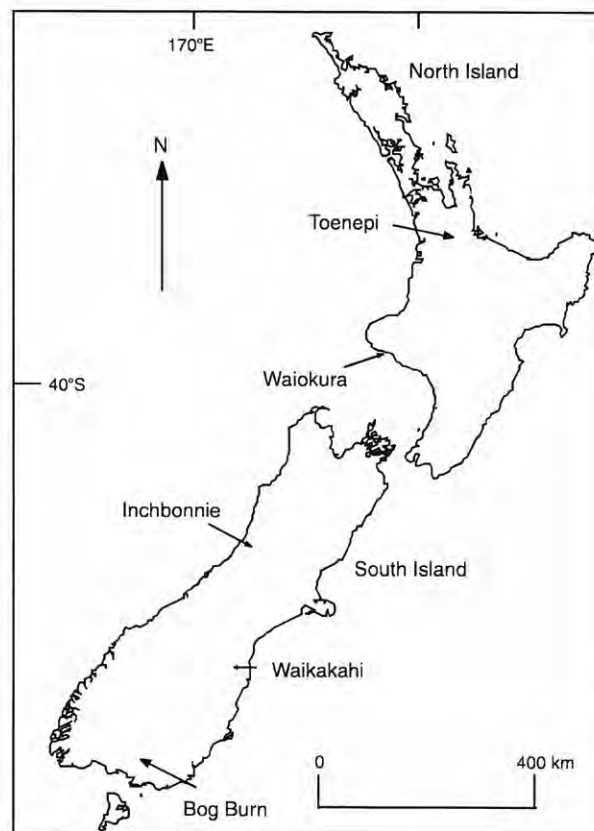 170°E
North Island
N
Toenepi
Waiokura
40°S
Inchbonnie
South Island
Waikakahi
0 400 km
Bog Burn